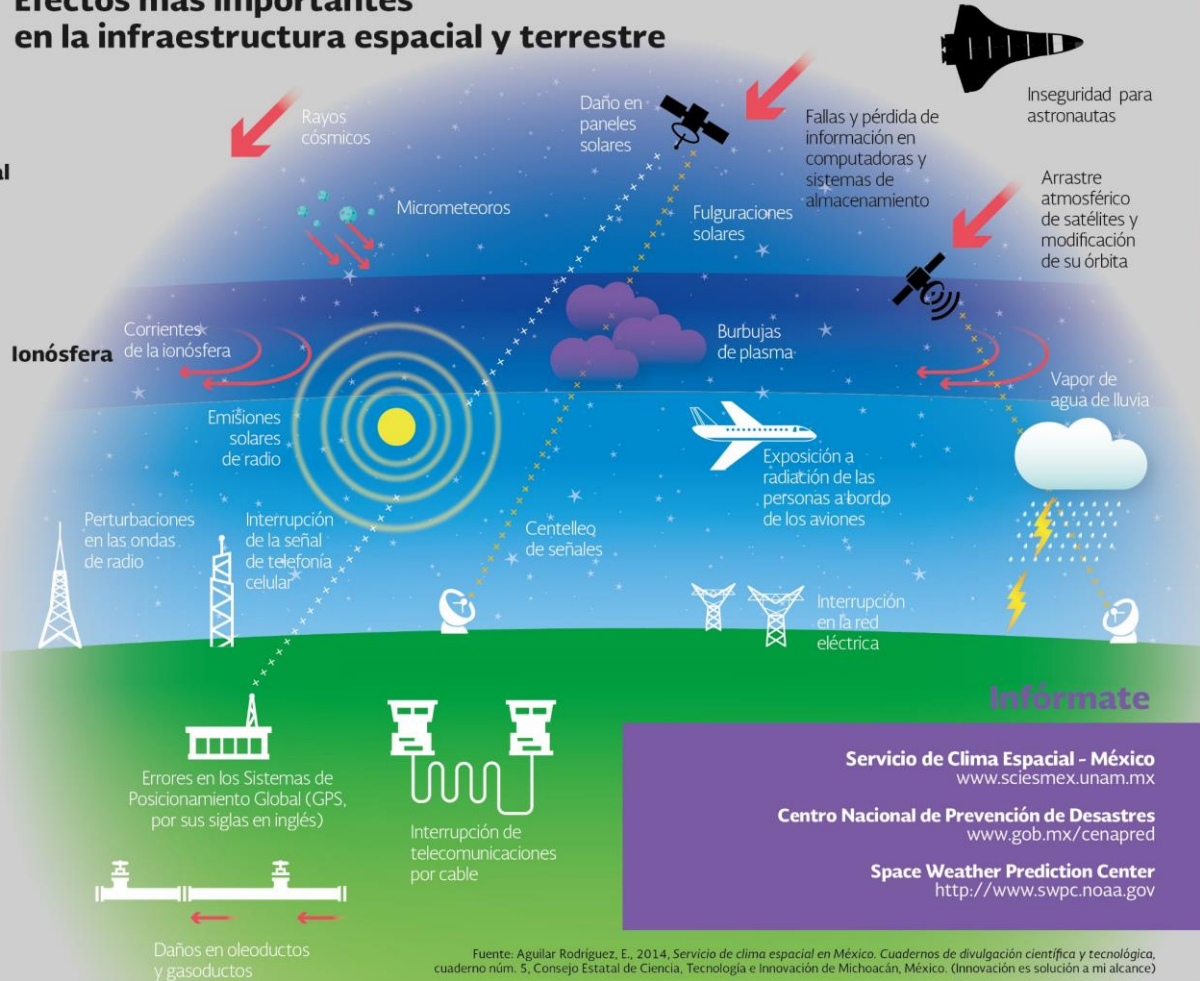 Efectos más importantes
en la infraestructura espacial y terrestre
Rayos
cósmicos
Daño en
paneles
solares
Fallas y pérdida de
información en
computadoras y
sistemas de
almacenamiento
Inseguridad para
astronautas
al
Micrometeoros
Fulguraciones
solares
Arrastre
atmosférico
de satélites y
modificación
de su órbita
Ionósfera
Corrientes
de la ionósfera
Burbujas
de plasma
Vapor de
agua de lluvia
Emisiones
solares
de radio
Exposición a
radiación de las
personas a bordo
de los aviones
Perturbaciones
en las ondas
de radio
Interrupción
de la señal
de telefonía
celular
Centelleo
de señales
Interrupción
en la red
eléctrica
Errores en los Sistemas de
Posicionamiento Global (GPS,
por sus siglas en inglés)
Interrupción de
telecomunicaciones
por cable
Daños en oleoductos
y gasoductos
Infórmate
Servicio de Clima Espacial - México
www.sciesmex.unam.mx
Centro Nacional de Prevención de Desastres
www.gob.mx/cenapred
Space Weather Prediction Center
http://www.swpc.noaa.gov
Fuente: Aguilar Rodríguez, E., 2014, Servicio de clima espacial en México. Cuadernos de divulgación científica y tecnológica,
cuaderno núm. 5, Consejo Estatal de Ciencia, Tecnología e Innovación de Michoacán, México. (Innovación es solución a mi alcance)